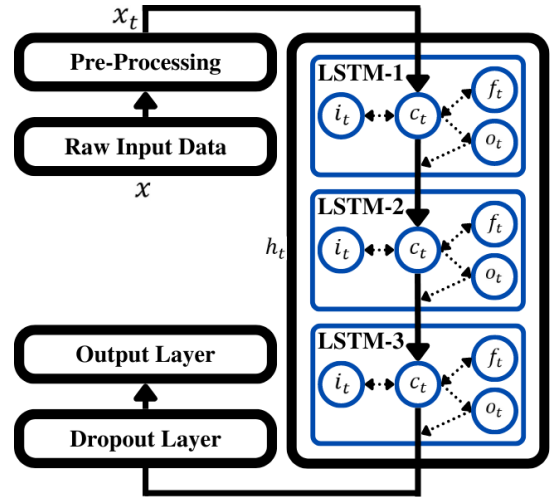 x_t
Pre-Processing
Raw Input Data
x
LSTM-1
i_t
c_t
f_t
o_t
LSTM-2
h_t
i_t
c_t
f_t
o_t
LSTM-3
i_t
c_t
f_t
o_t
Output Layer
Dropout Layer